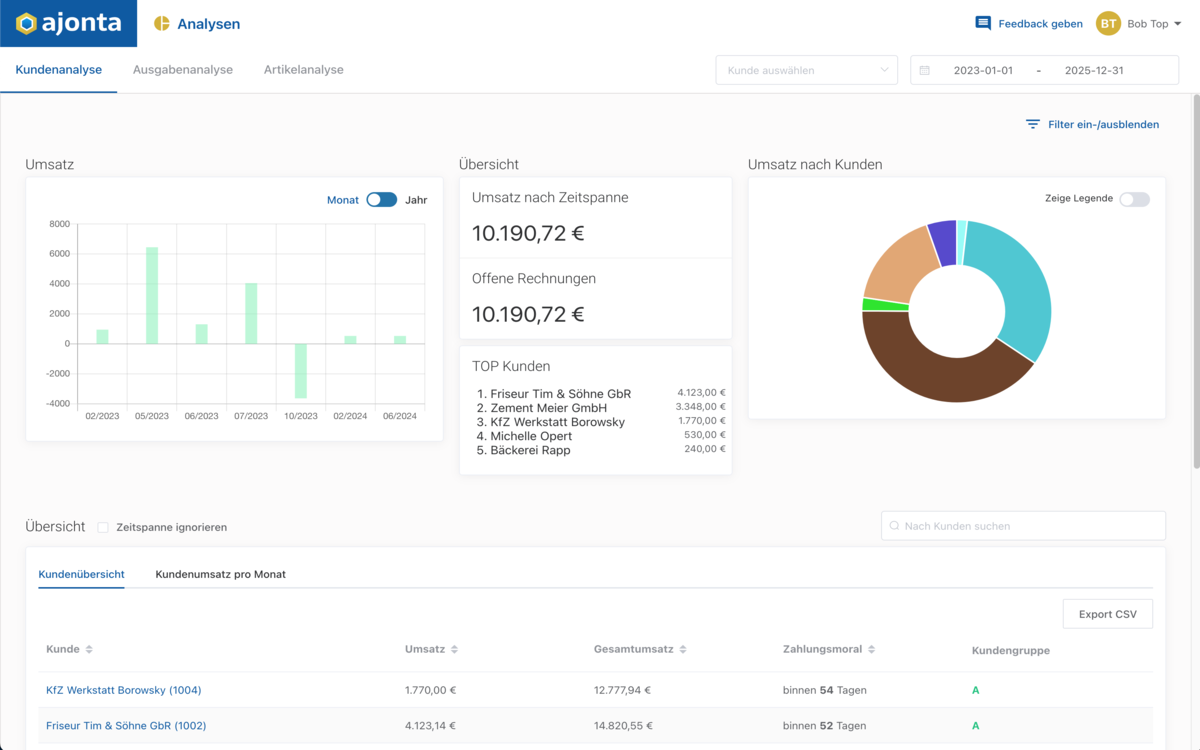 ajonta
Analysen
Feedback geben
BT Bob Top
Kundenanalyse Ausgabenanalyse Artikelanalyse
Kunde auswählen
2023-01-01 - 2025-12-31
Filter ein-/ausblenden
Umsatz
Monat Jahr
8000
6000
4000
2000
0
-2000
-4000
02/2023 05/2023 06/2023 07/2023 10/2023 02/2024 06/2024
Übersicht
Umsatz nach Zeitspanne
10.190,72 €
Offene Rechnungen
10.190,72 €
TOP Kunden
1. Friseur Tim & Söhne GbR 4.123,00 €
2. Zement Meier GmbH 3.348,00 €
3. KfZ Werkstatt Borowsky 1.770,00 €
4. Michelle Opert 530,00 €
5. Bäckerei Rapp 240,00 €
Umsatz nach Kunden
Zeige Legende
Übersicht Zeitspanne ignorieren
Nach Kunden suchen
Kundenübersicht Kundenumsatz pro Monat
Export CSV
Kunde Umsatz Gesamtumsatz Zahlungsmoral Kundengruppe
KfZ Werkstatt Borowsky (1004) 1.770,00 € 12.777,94 € binnen 54 Tagen A
Friseur Tim & Söhne GbR (1002) 4.123,14 € 14.820,55 € binnen 52 Tagen A